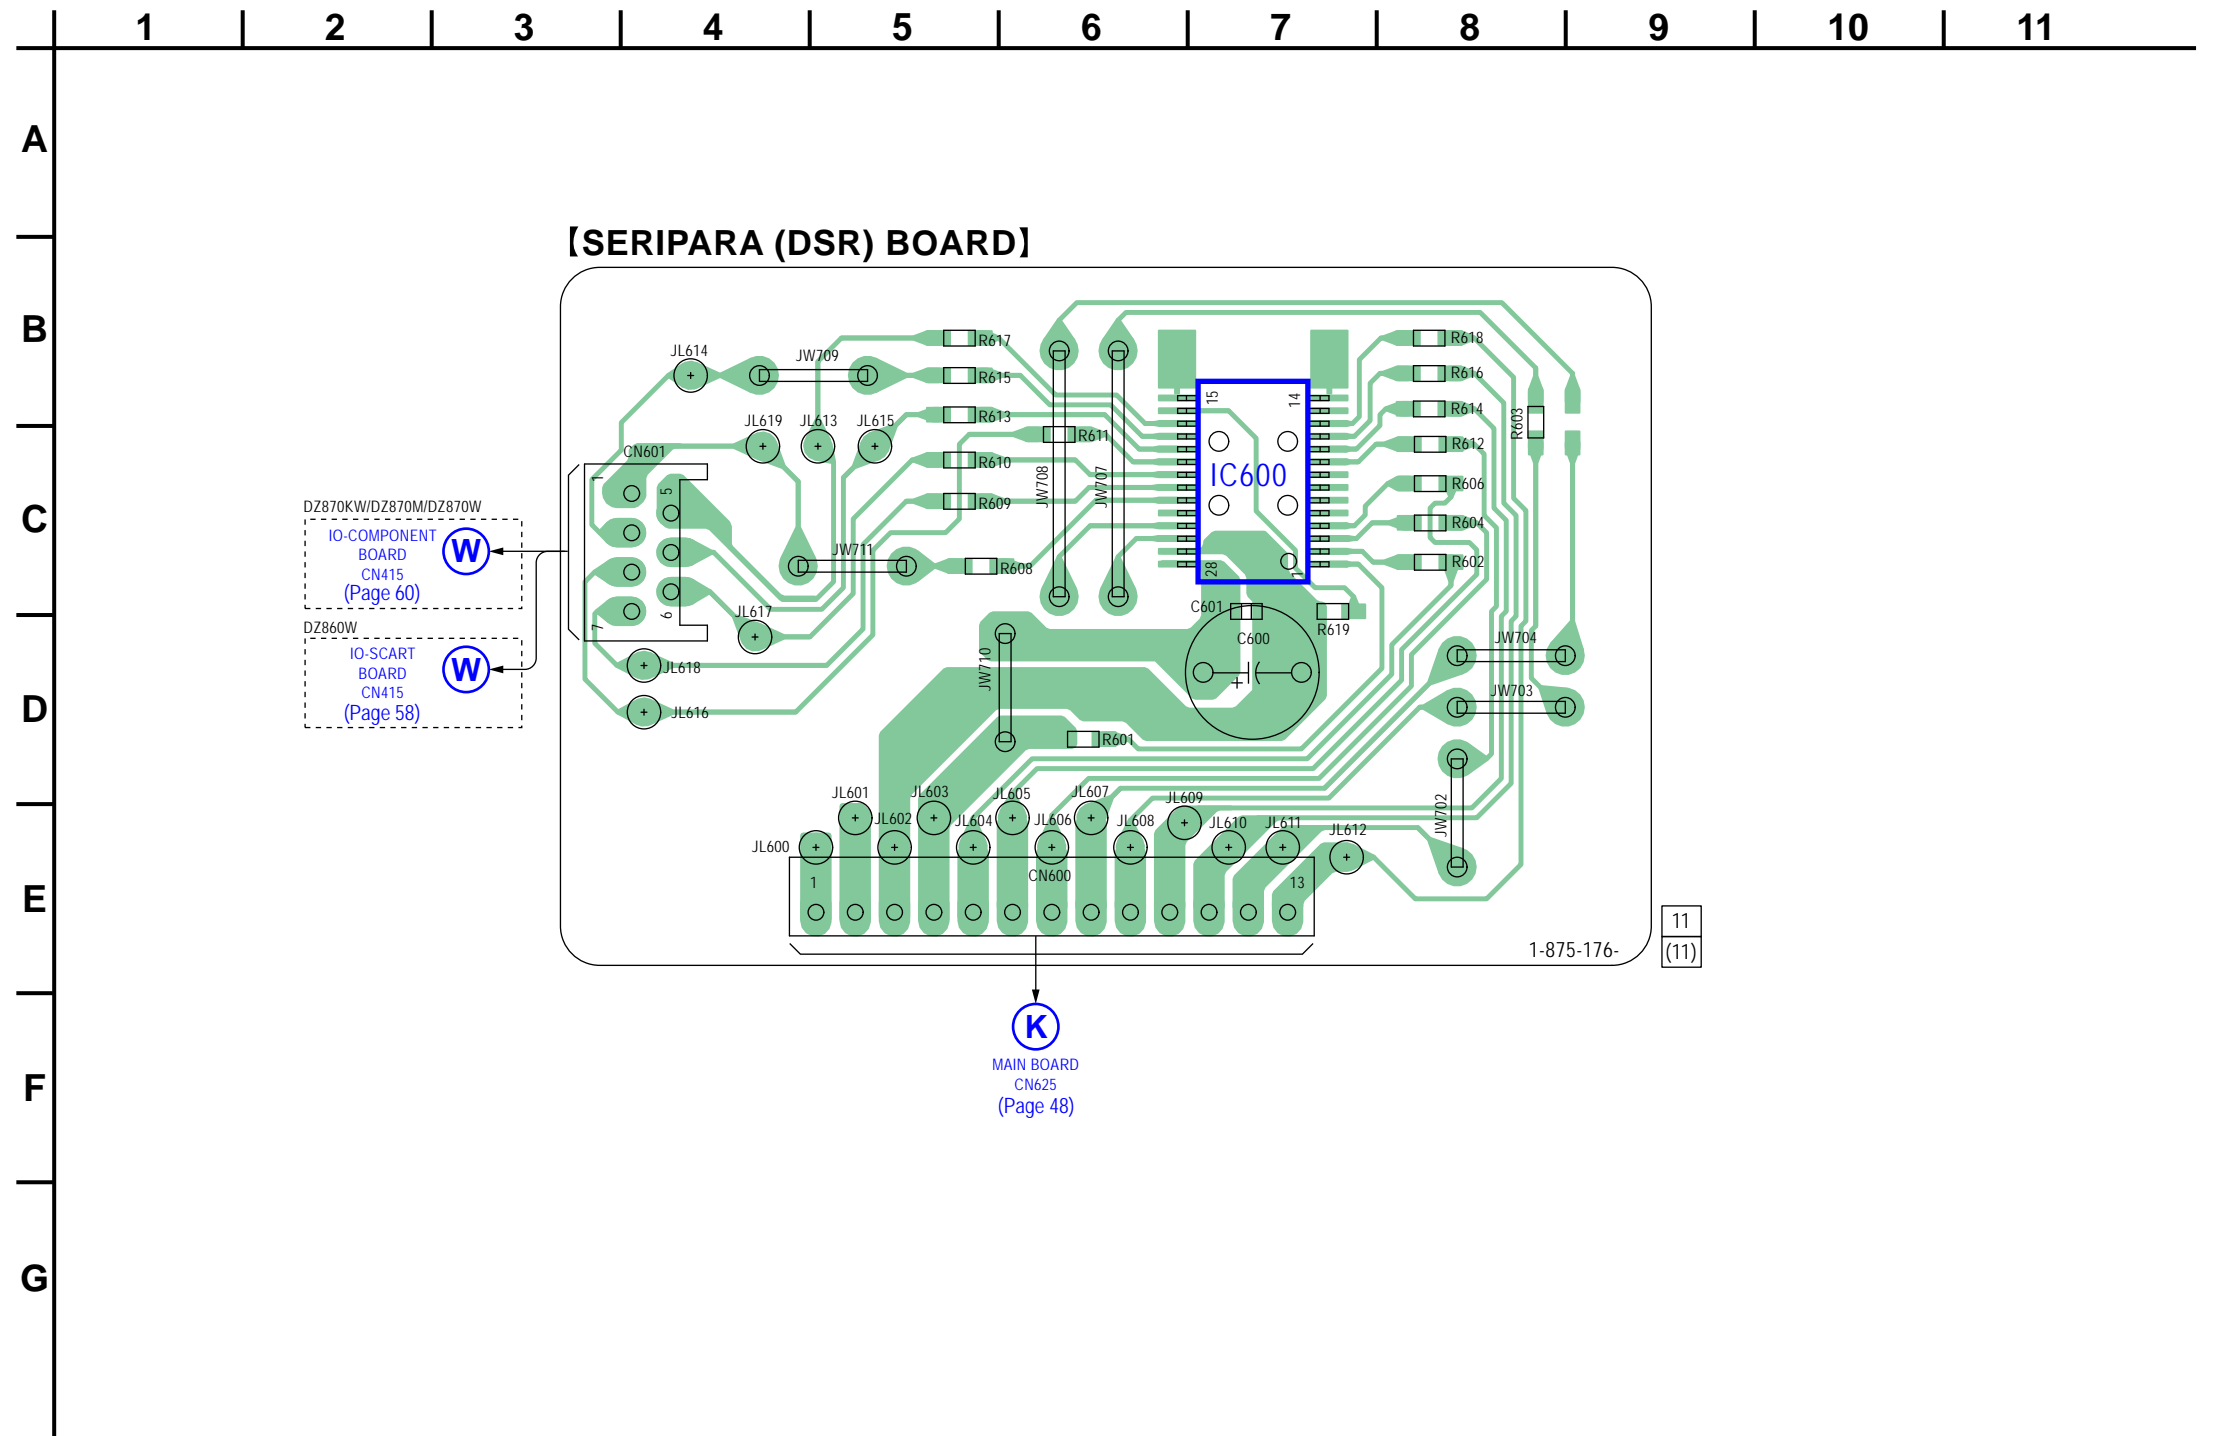 1 2 3 4 5 6 7 8 9 10 11
A
【SERIPARA (DSR) BOARD】
B
R617
R618
JL614
JW709
R615
R616
15
14
R613
R614
R603
JL619
JL613
JL615
R611
R612
CN601
R610
IC600
1
5
JW708
JW707
R606
R609
DZ870KW/DZ870M/DZ870W
C
R604
IO-COMPONENT
BOARD
CN415
(Page 60)
W
JW711
R608
28
1
R602
7
6
JL617
C601
R619
DZ860W
IO-SCART
BOARD
CN415
(Page 58)
W
C600
JW704
JL618
JW710
+
JW703
D
JL616
R601
JL601
JL603
JL605
JL607
JL609
JW702
JL602
JL604
JL606
JL608
JL610
JL611
JL612
JL600
CN600
1
13
E
11
(11)
1-875-176-
K
MAIN BOARD
CN625
(Page 48)
F
G